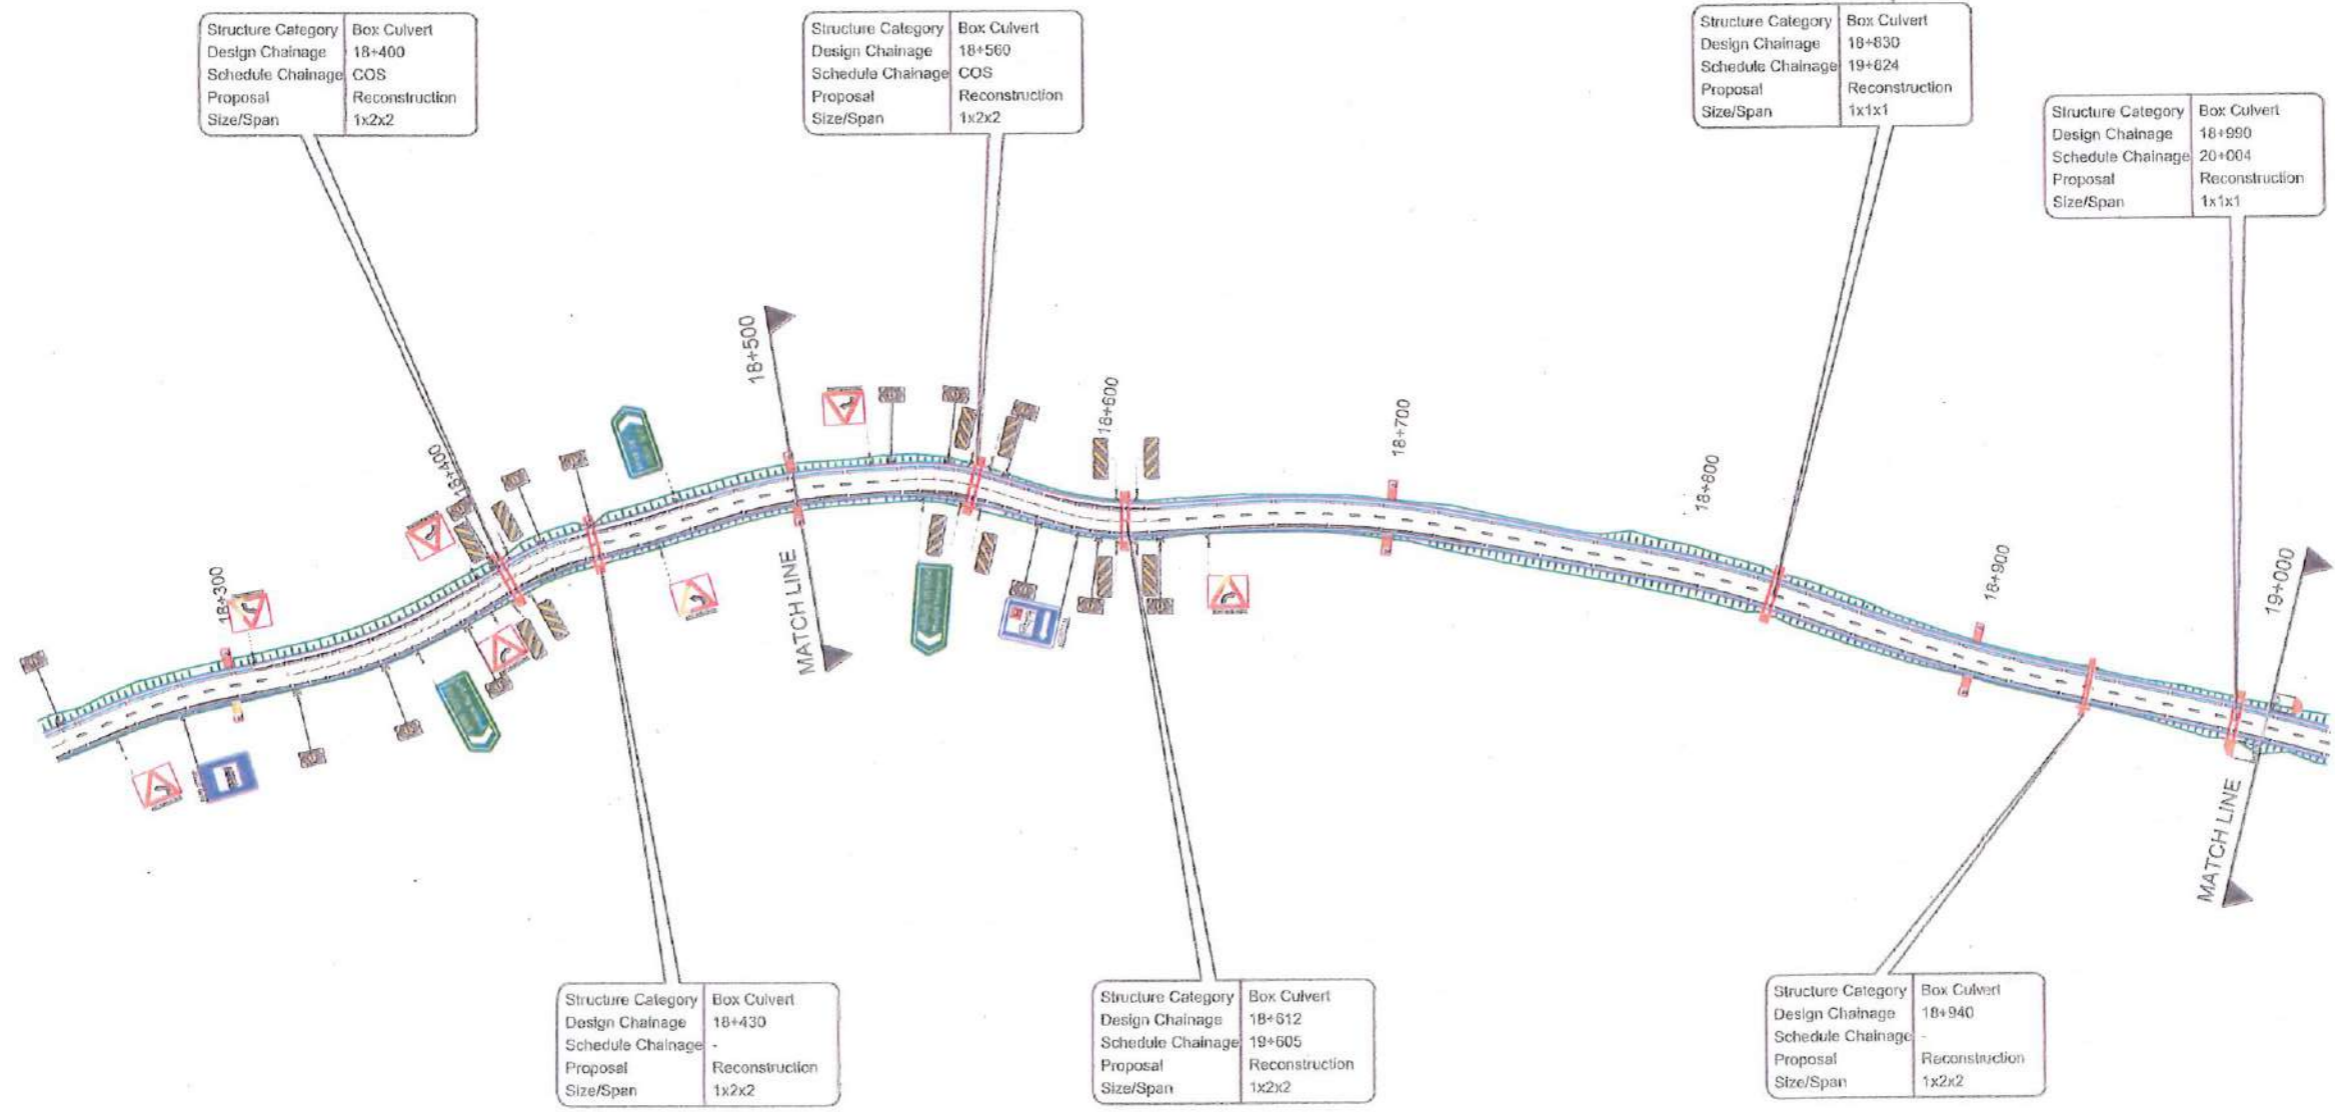 Structure Category Box Culvert
Design Chainage 18+400
Schedule Chainage COS
Proposal Reconstruction
Size/Span 1x2x2
Structure Category Box Culvert
Design Chainage 18+560
Schedule Chainage COS
Proposal Reconstruction
Size/Span 1x2x2
Structure Category Box Culvert
Design Chainage 18+830
Schedule Chainage 19+824
Proposal Reconstruction
Size/Span 1x1x1
Structure Category Box Culvert
Design Chainage 18+990
Schedule Chainage 20+004
Proposal Reconstruction
Size/Span 1x1x1
18+300
18+400
18+500
MATCH LINE
18+600
18+700
18+800
18+900
19+000
MATCH LINE
Structure Category Box Culvert
Design Chainage 18+430
Schedule Chainage -
Proposal Reconstruction
Size/Span 1x2x2
Structure Category Box Culvert
Design Chainage 18+612
Schedule Chainage 19+605
Proposal Reconstruction
Size/Span 1x2x2
Structure Category Box Culvert
Design Chainage 18+940
Schedule Chainage -
Proposal Reconstruction
Size/Span 1x2x2